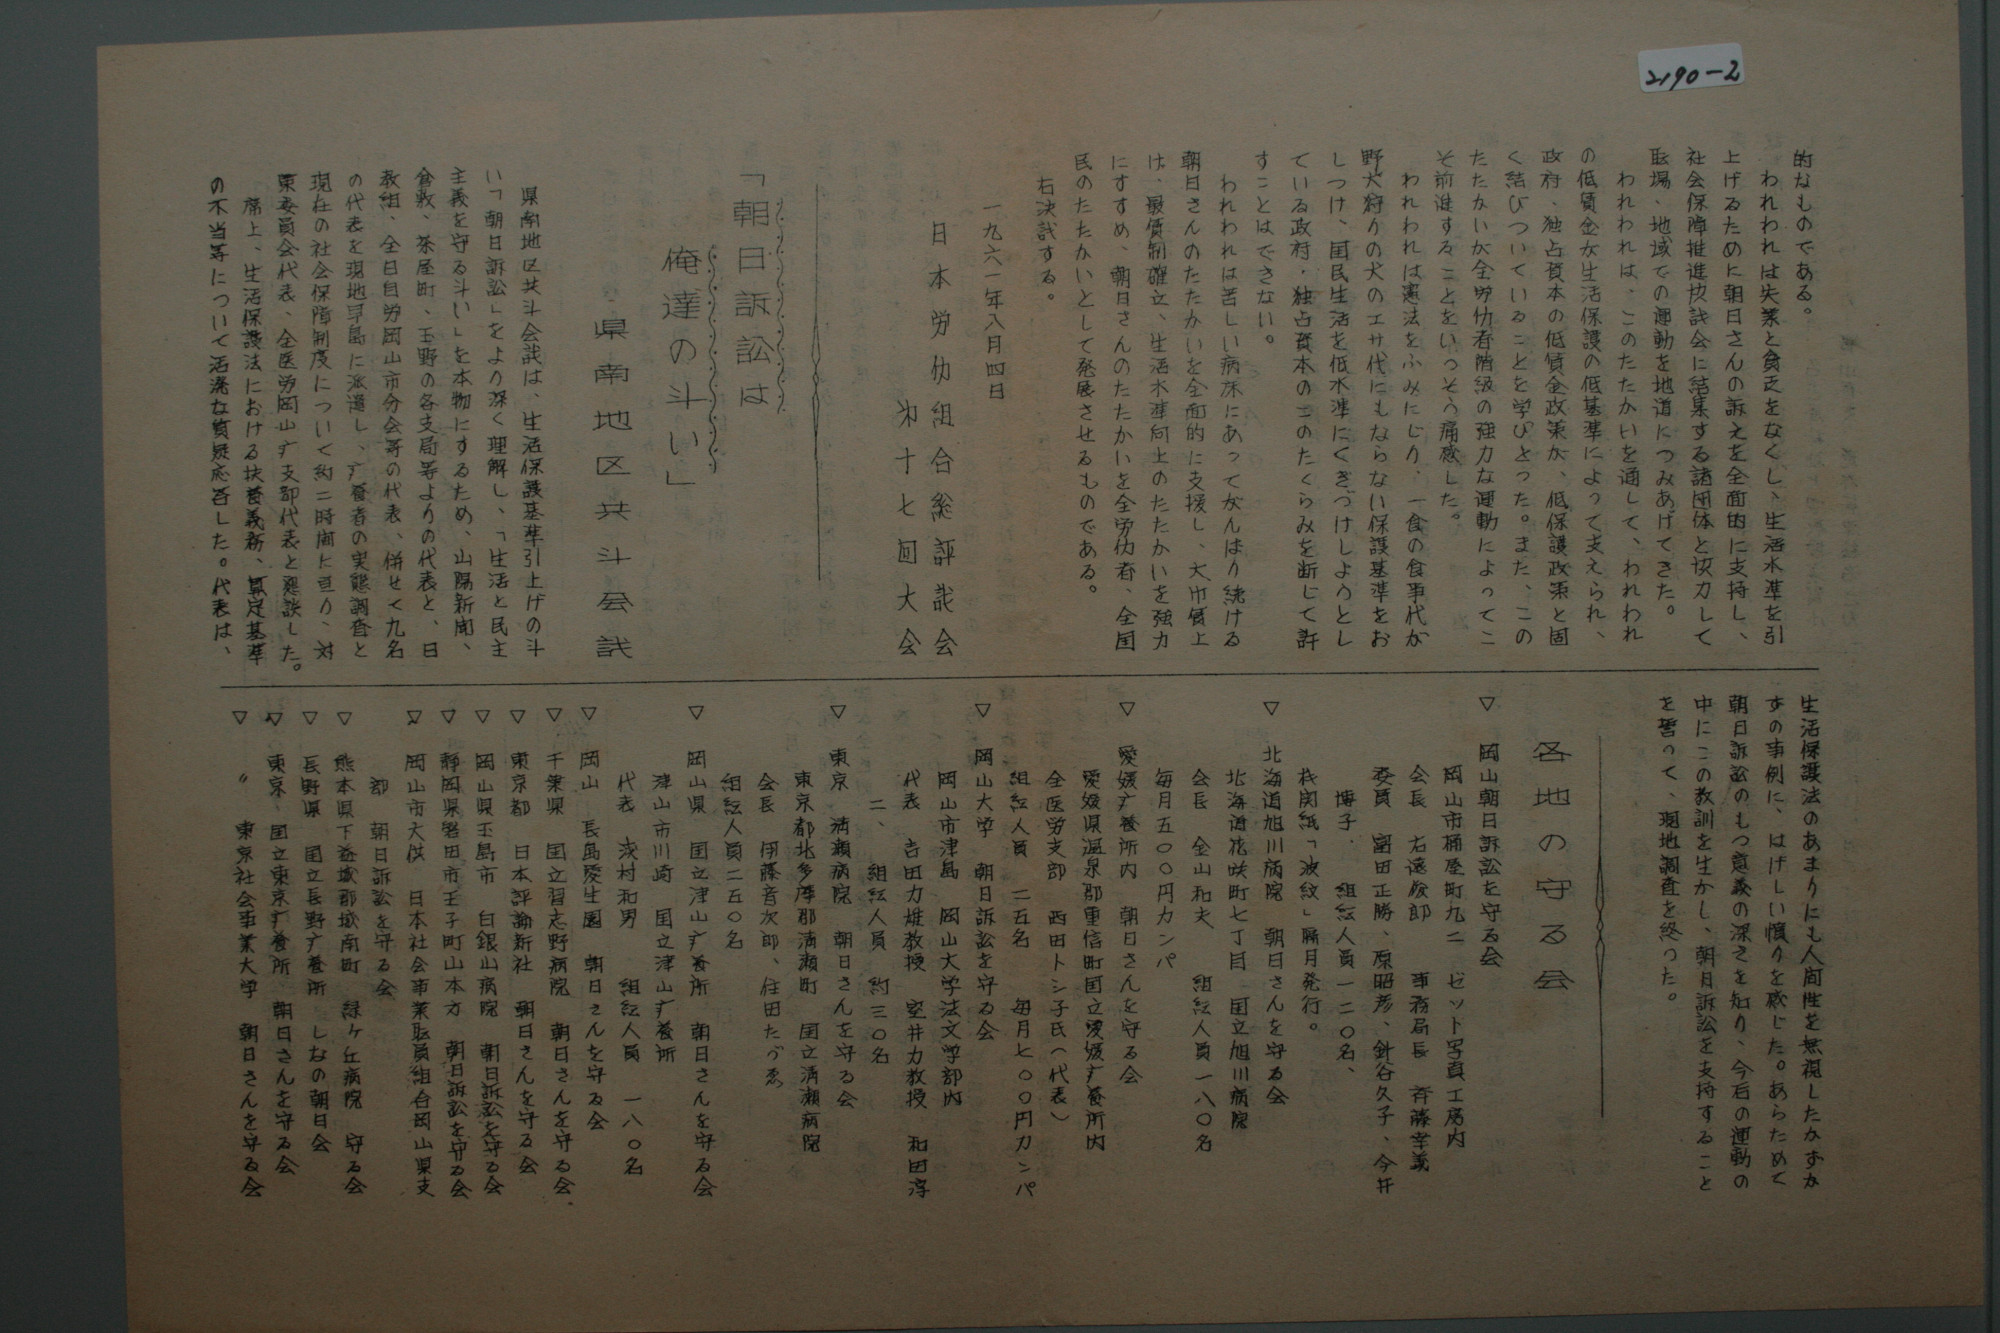 2190-2
的なものである。
われわれは失業と貧乏をなくし、生活水準を引
上げるために朝日さんの訴えを全面的に支持し、
社会保障推進協議会に結集する諸団体と協力して
職場、地域での運動を地道につみあげてきた。
われわれは、このたたかいを通して、われわれ
の低賃金が生活保護の低基準によって支えられ、
政府、独占資本の低賃金政策が、低保護政策と固
く結びついていることを学びとった。また、この
たたかいが全労仂者階級の強力な運動によってこ
そ前進することをいっそう痛感した。
われわれは憲法をふみにじり、一食の食事代が
野犬狩りの犬のエサ代にもならない保護基準をお
しつけ、国民生活を低水準にくぎづけしようとし
ている政府・独占資本のこのたくらみを断じて許
すことはできない。
われわれは苦しい病床にあってがんばり続ける
朝日さんのたたかいを全面的に支援し、大巾賃上
げ、最賃制確立、生活水準向上のたたかいを強力
にすすめ、朝日さんのたたかいを全労仂者、全国
民のたたかいとして発展させるものである。
右決議する。
一九六一年八月四日
日本労仂組合総評議会
第十七回大会
「朝日訴訟は
俺達の斗い」
県南地区共斗会議
県南地区共斗会議は、生活保護基準引上げの斗
い「朝日訴訟」をより深く理解し、「生活と民主
主義を守る斗い」を本物にするため、山陽新聞、
倉敷、茶屋町、玉野の各支局等よりの代表と、日
教組、全日自労岡山市分会等の代表、併せて九名
の代表を現地早島に派遣し、疒養者の実態調査と
現在の社会保障制度について約二時間に亘り、対
策委員会代表、全医労岡山疒支部代表と懇談した。
席上、生活保護法における扶養義務、算定基準
の不当等について活溌な質疑応答した。代表は、
生活保護法のあまりにも人間性を無視したかずか
ずの事例に、はげしい憤りを感じた。あらためて
朝日訴訟のもつ意義の深さを知り、今后の運動の
中にこの教訓を生かし、朝日訴訟を支持すること
を誓って、現地調査を終った。
各地の守る会
▽ 岡山朝日訴訟を守る会
岡山市桶屋町九二 ゼット写真工房内
会長 右遠俊郎 事務局長 斉藤幸義
委員 富田正勝、原昭彦、針谷久子、今井
博子 組織人員一二〇名、
機関紙「波紋」隔月発行。
▽ 北海道旭川病院 朝日さんを守る会
北海道花咲町七丁目 国立旭川病院
会長 金山和夫 組織人員一八〇名
毎月五〇〇円カンパ
▽ 愛媛疒養所内 朝日さんを守る会
愛媛県温泉郡重信町国立愛媛疒養所内
全医労支部 西田トシ子氏(代表)
組織人員 二五名 毎月七〇〇円カンパ
▽ 岡山大学 朝日訴訟を守る会
岡山市津島 岡山大学法文学部内
代表 吉田力雄教授 室井力教授 和田淳
二、 組織人員 約三〇名
▽ 東京 清瀬病院 朝日さんを守る会
東京都北多摩郡清瀬町 国立清瀬病院
会長 伊藤音次郎、住田たづゑ
組織人員二五〇名
▽ 岡山県 国立津山疒養所 朝日さんを守る会
津山市川崎 国立津山疒養所
代表 浅村和男 組織人員 一八〇名
▽ 岡山 長島愛生園 朝日さんを守る会
▽ 千葉県 国立習志野病院 朝日さんを守る会
▽ 東京都 日本評論新社 朝日さんを守る会
▽ 岡山県玉島市 白銀山病院 朝日訴訟を守る会
▽ 静岡県磐田市王子町山本方 朝日訴訟を守る会
▽ 岡山市大供 日本社会事業職員組合岡山県支
部 朝日訴訟を守る会
▽ 熊本県下益城郡城南町 緑ヶ丘病院 守る会
▽ 長野県 国立長野疒養所 しなの朝日会
▽ 東京 国立東京疒養所 朝日さんを守る会
▽ 〃 東京社会事業大学 朝日さんを守る会